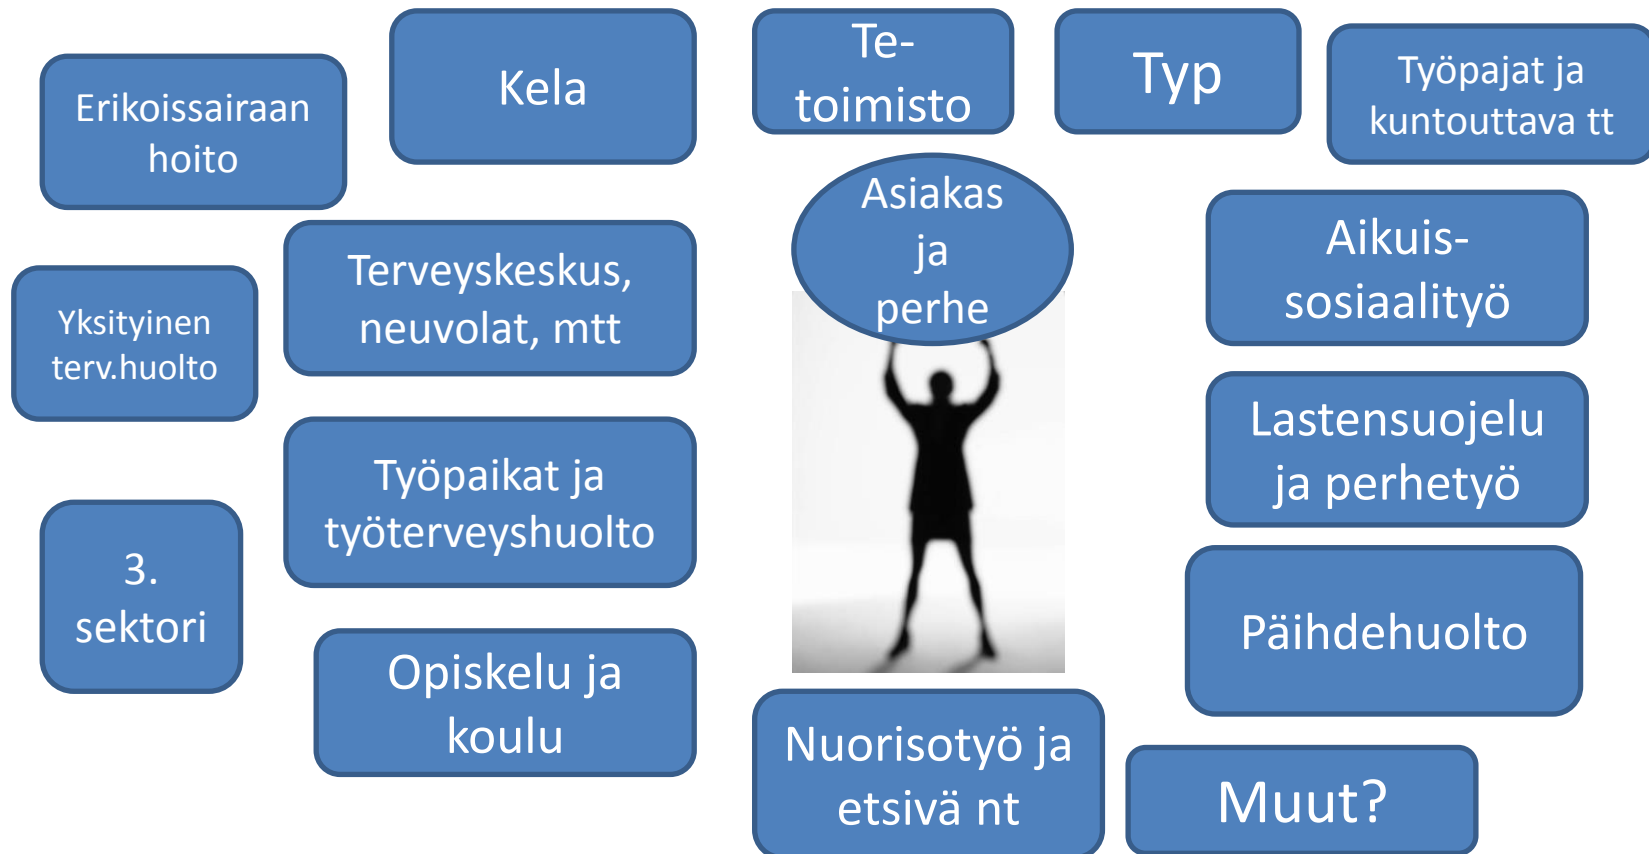 Erikoissairaan
hoito
Kela
Te-
toimisto
Typ
Työpajat ja
kuntouttava tt
Asiakas
ja
perhe
Terveyskeskus,
neuvolat, mtt
Aikuis-
sosiaalityö
Yksityinen
terv.huolto
Lastensuojelu
ja perhetyö
Työpaikat ja
työterveyshuolto
3.
sektori
Päihdehuolto
Opiskelu ja
koulu
Nuorisotyö ja
etsivä nt
Muut?